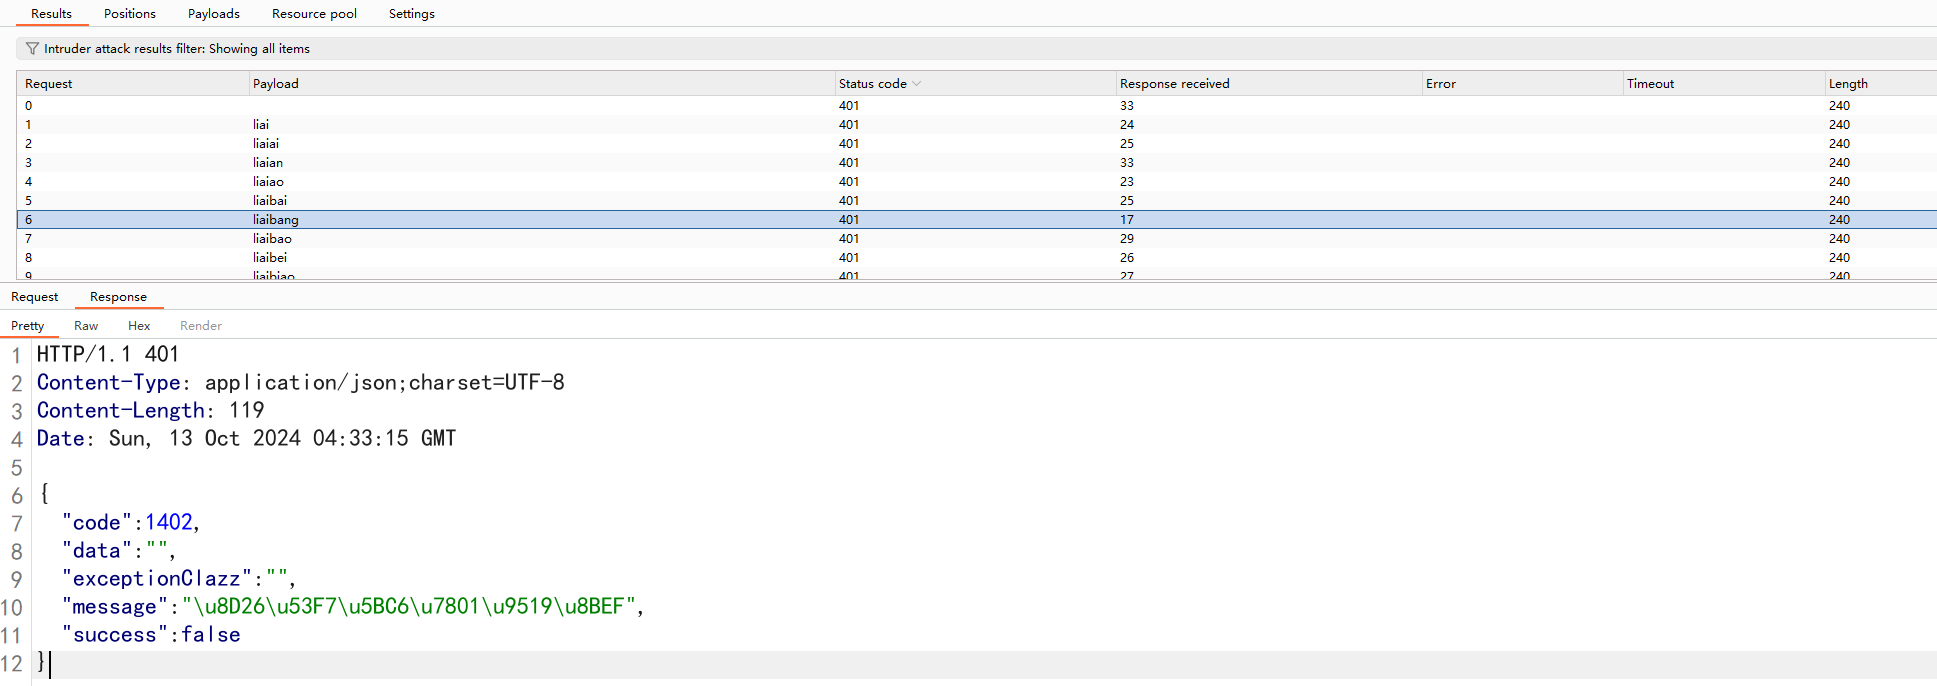 Results Positions Payloads Resource pool Settings
Intruder attack results filter: Showing all items
Request Payload Status code Response received Error Timeout Length
0 401 33 240
1 liai 401 24 240
2 liaiai 401 25 240
3 liaian 401 33 240
4 liaiao 401 23 240
5 liaibai 401 25 240
6 liaibang 401 17 240
7 liaibao 401 29 240
8 liaibei 401 26 240
9 liaibiao 401 27 240
Request Response
Pretty Raw Hex Render
1 HTTP/1.1 401
2 Content-Type: application/json;charset=UTF-8
3 Content-Length: 119
4 Date: Sun, 13 Oct 2024 04:33:15 GMT
5
6 {
7 "code":1402,
8 "data":"",
9 "exceptionClazz":"",
10 "message":"\u8D26\u53F7\u5BC6\u7801\u9519\u8BEF",
11 "success":false
12 }